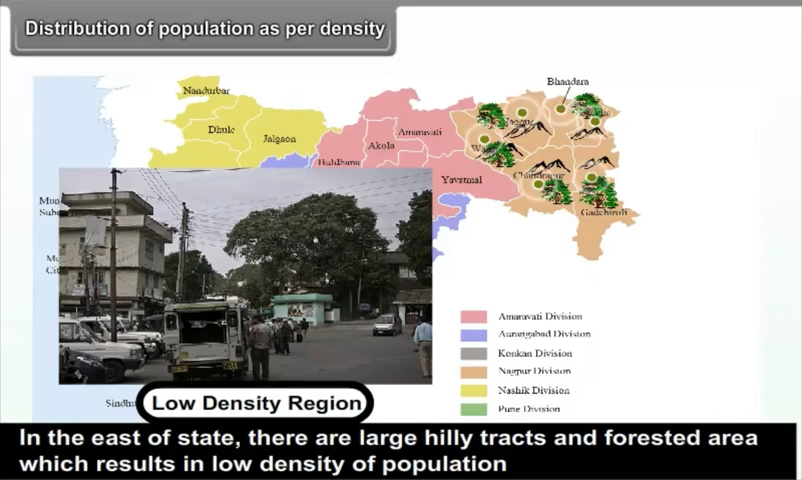 Distribution of population as per density
Bhandara
Nandurbar
Dhule
Jalgaon
Amaravati
Akola
Buldhana
Yavatmal
Chandrapur
Gadchiroli
Amaravati Division
Aurangabad Division
Konkan Division
Nagpur Division
Nashik Division
Pune Division
Low Density Region
In the east of state, there are large hilly tracts and forested area
which results in low density of population